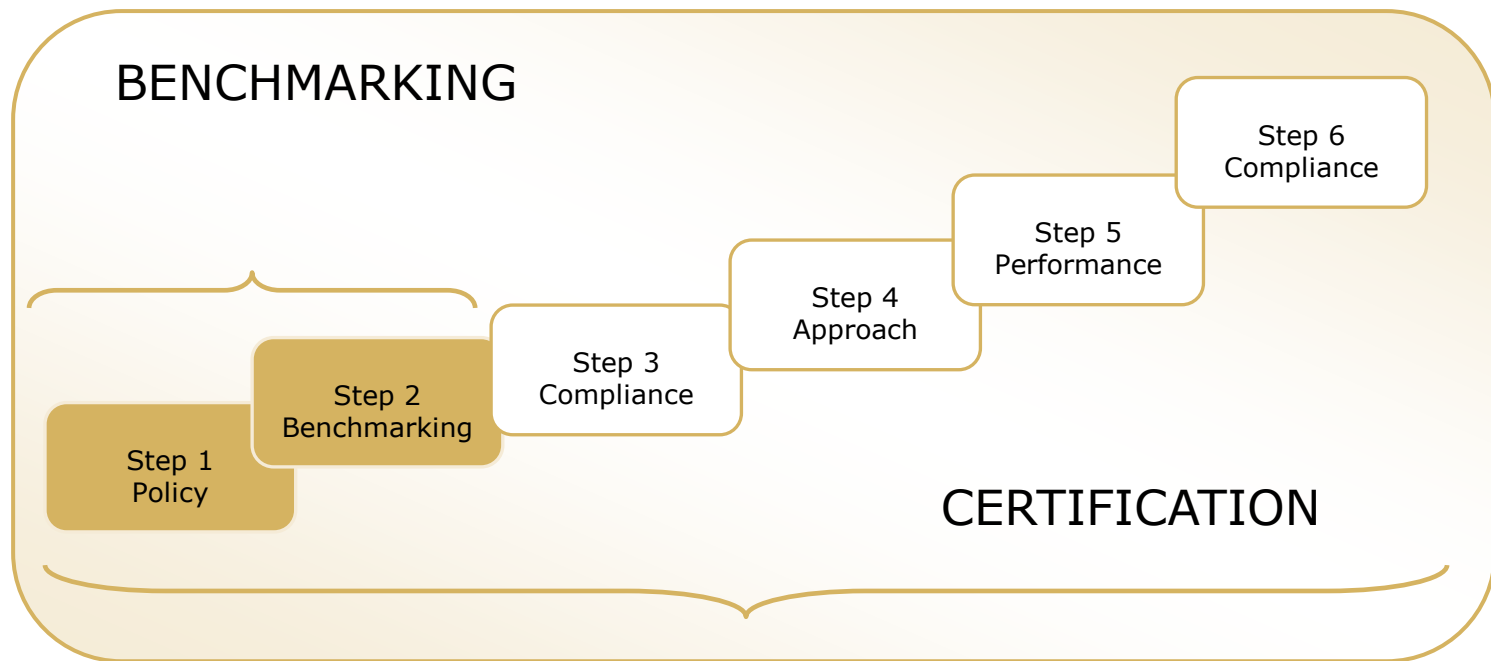 BENCHMARKING
Step 6
Compliance
Step 5
Performance
Step 4
Approach
Step 3
Compliance
Step 2
Benchmarking
Step 1
Policy
CERTIFICATION